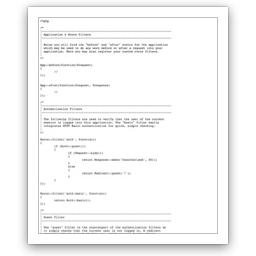 <?php
/*
Application & Route Filters
Below you will find the "before" and "after" events for the application
which may be used to do any work before or after a request into your
application. Here you may also register your custom route filters.
*/
App::before(function($request)
{
//
});
App::after(function($request, $response)
{
//
});
/*
Authentication Filters
The following filters are used to verify that the user of the current
session is logged into this application. The "basic" filter easily
integrates HTTP Basic authentication for quick, simple checking.
*/
Route::filter('auth', function()
{
if (Auth::guest())
{
if (Request::ajax())
{
return Response::make('Unauthorized', 401);
}
else
{
return Redirect::guest('/');
}
}
});
Route::filter('auth.basic', function()
{
return Auth::basic();
});
/*
Guest Filter
The "guest" filter is the counterpart of the authentication filters as
it simply checks that the current user is not logged in. A redirect